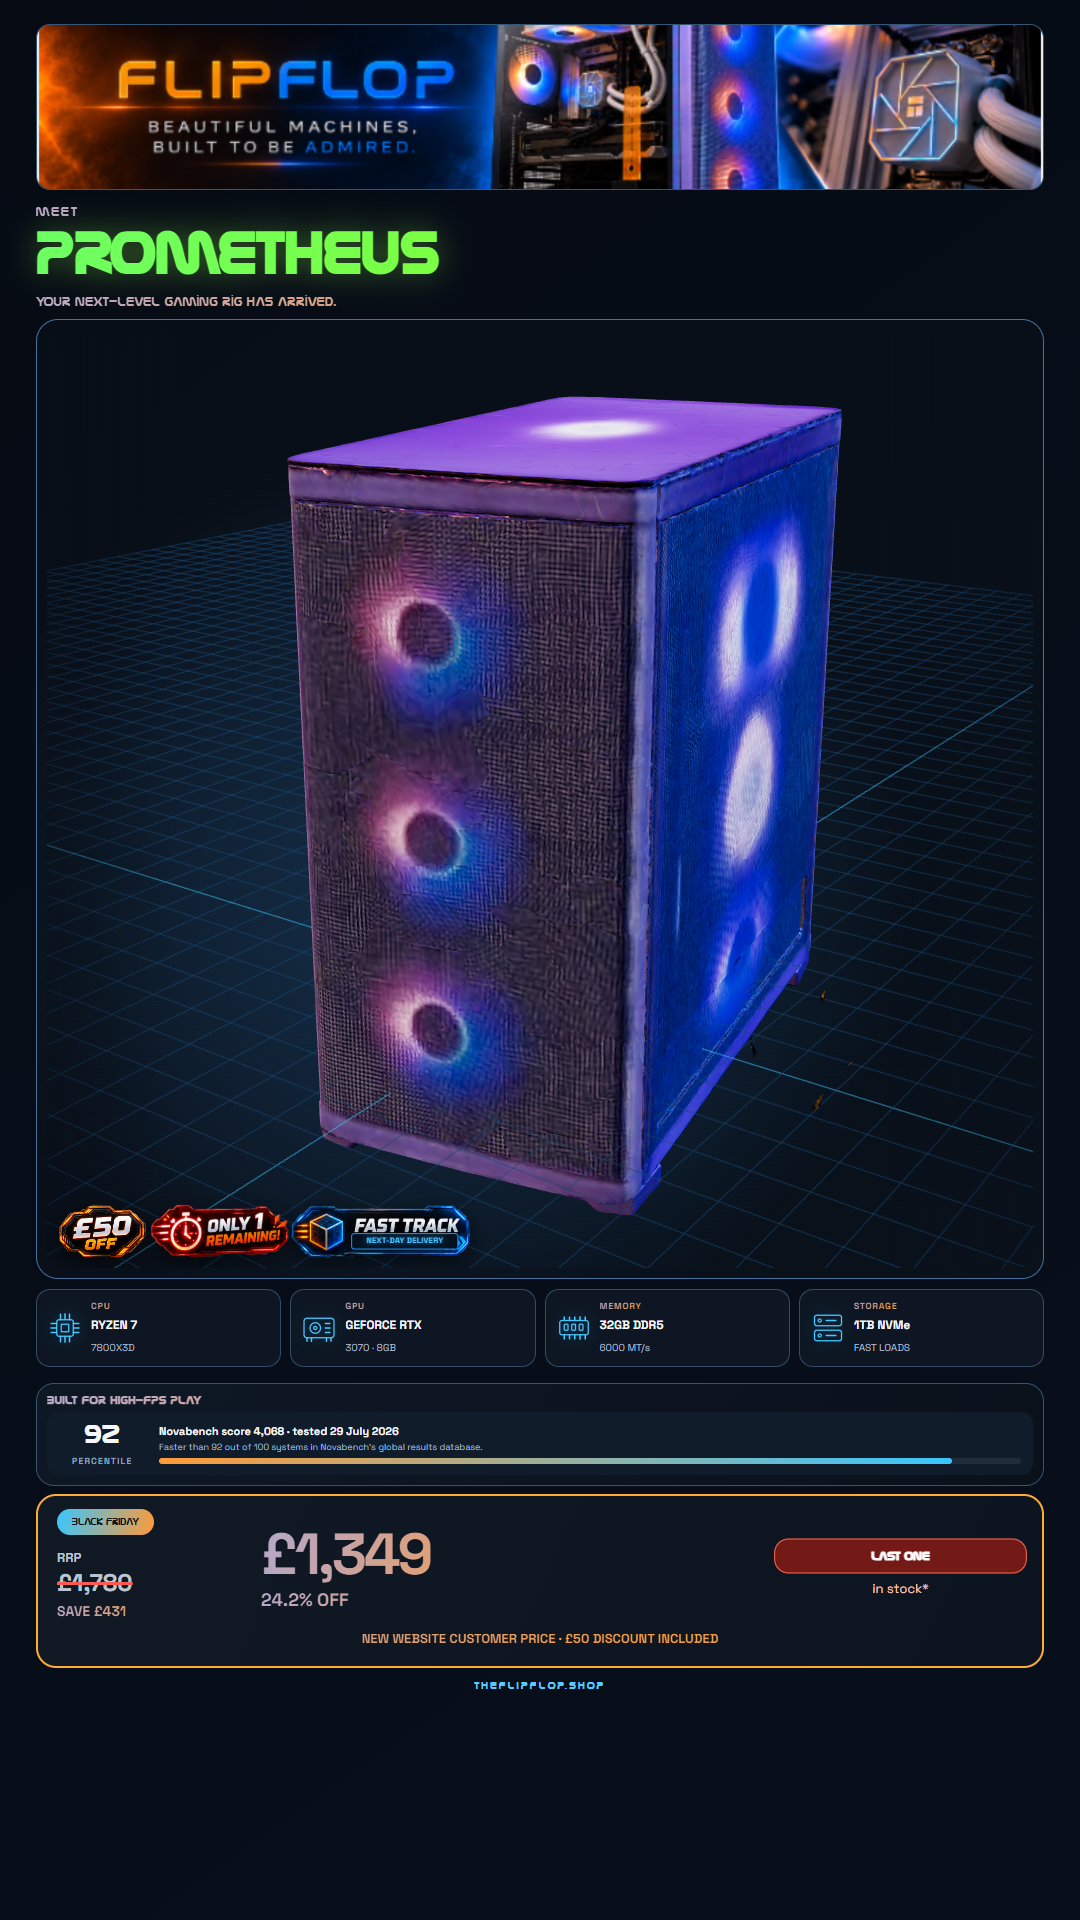 FLIPFLOP
BEAUTIFUL MACHINES,
BUILT TO BE ADMIRED.
MEET
PROMETHEUS
YOUR NEXT-LEVEL GAMING RIG HAS ARRIVED.
£50 OFF
ONLY 1 REMAINING!
FAST TRACK
NEXT-DAY DELIVERY
CPU
RYZEN 7
7800X3D
GPU
GEFORCE RTX
3070 · 8GB
MEMORY
32GB DDR5
6000 MT/s
STORAGE
1TB NVMe
FAST LOADS
BUILT FOR HIGH-FPS PLAY
92
PERCENTILE
Novabench score 4,068 · tested 29 July 2026
Faster than 92 out of 100 systems in Novabench's global results database.
BLACK FRIDAY
RRP
£1,780
SAVE £431
£1,349
24.2% OFF
LAST ONE
in stock*
NEW WEBSITE CUSTOMER PRICE · £50 DISCOUNT INCLUDED
THEFLIPFLOP.SHOP